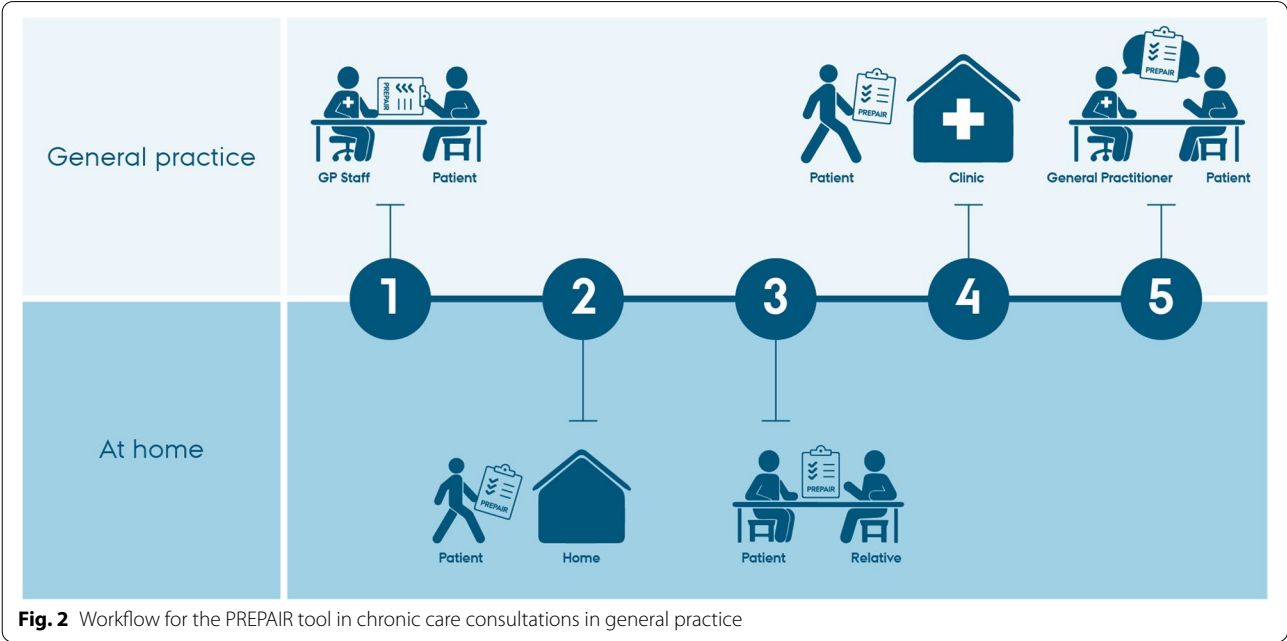 General practice
PREPAIR
GP Staff
Patient
PREPAIR
Patient
Clinic
PREPAIR
General Practitioner
Patient
1
2
3
4
5
At home
PREPAIR
Patient
Home
PREPAIR
Patient
Relative
Fig. 2 Workflow for the PREPAIR tool in chronic care consultations in general practice